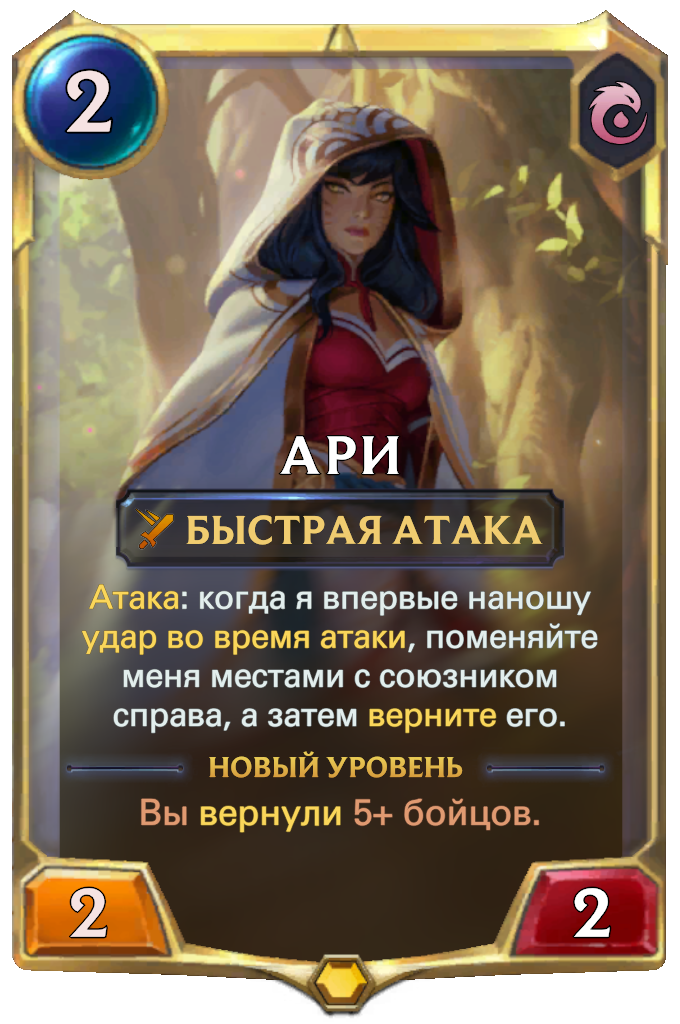 2
АРИ
БЫСТРАЯ АТАКА
Атака: когда я впервые наношу
удар во время атаки, поменяйте
меня местами с союзником
справа, а затем верните его.
НОВЫЙ УРОВЕНЬ
Вы вернули 5+ бойцов.
2
2